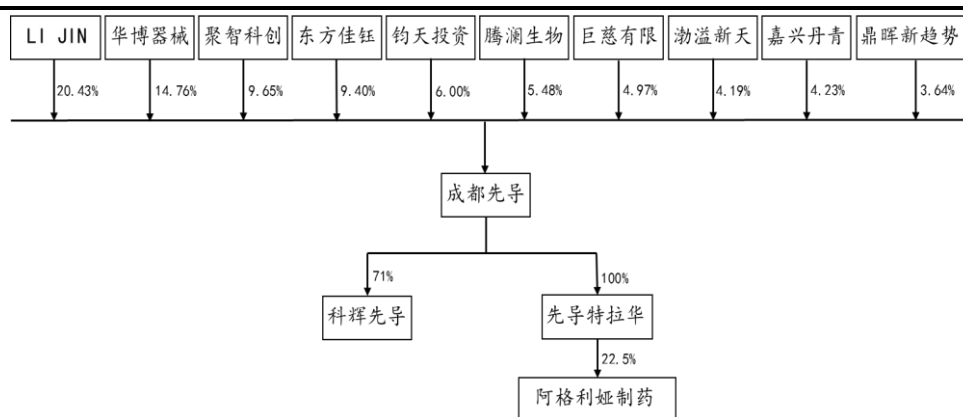 LI JIN 华博器械 聚智科创 东方佳钰 钧天投资 腾澜生物 巨慈有限 渤溢新天 嘉兴丹青 鼎晖新趋势
20.43% 14.76% 9.65% 9.40% 6.00% 5.48% 4.97% 4.19% 4.23% 3.64%
成都先导
71% 100%
科辉先导 先导特拉华
22.5%
阿格利娅制药